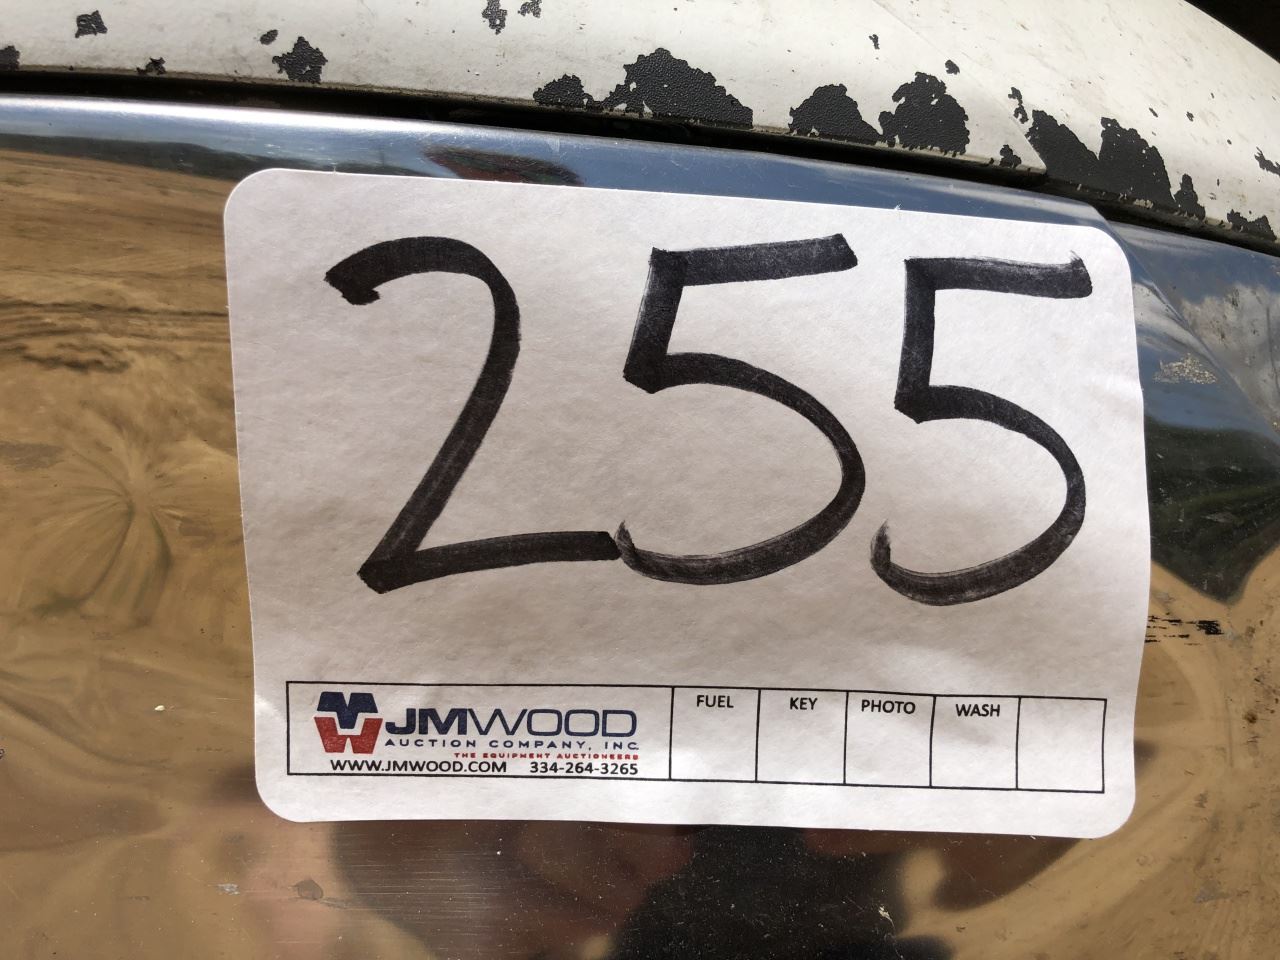 255
JMWOOD
AUCTION COMPANY, INC.
THE EQUIPMENT AUCTIONEERS
WWW.JMWOOD.COM 334-264-3265
FUEL KEY PHOTO WASH